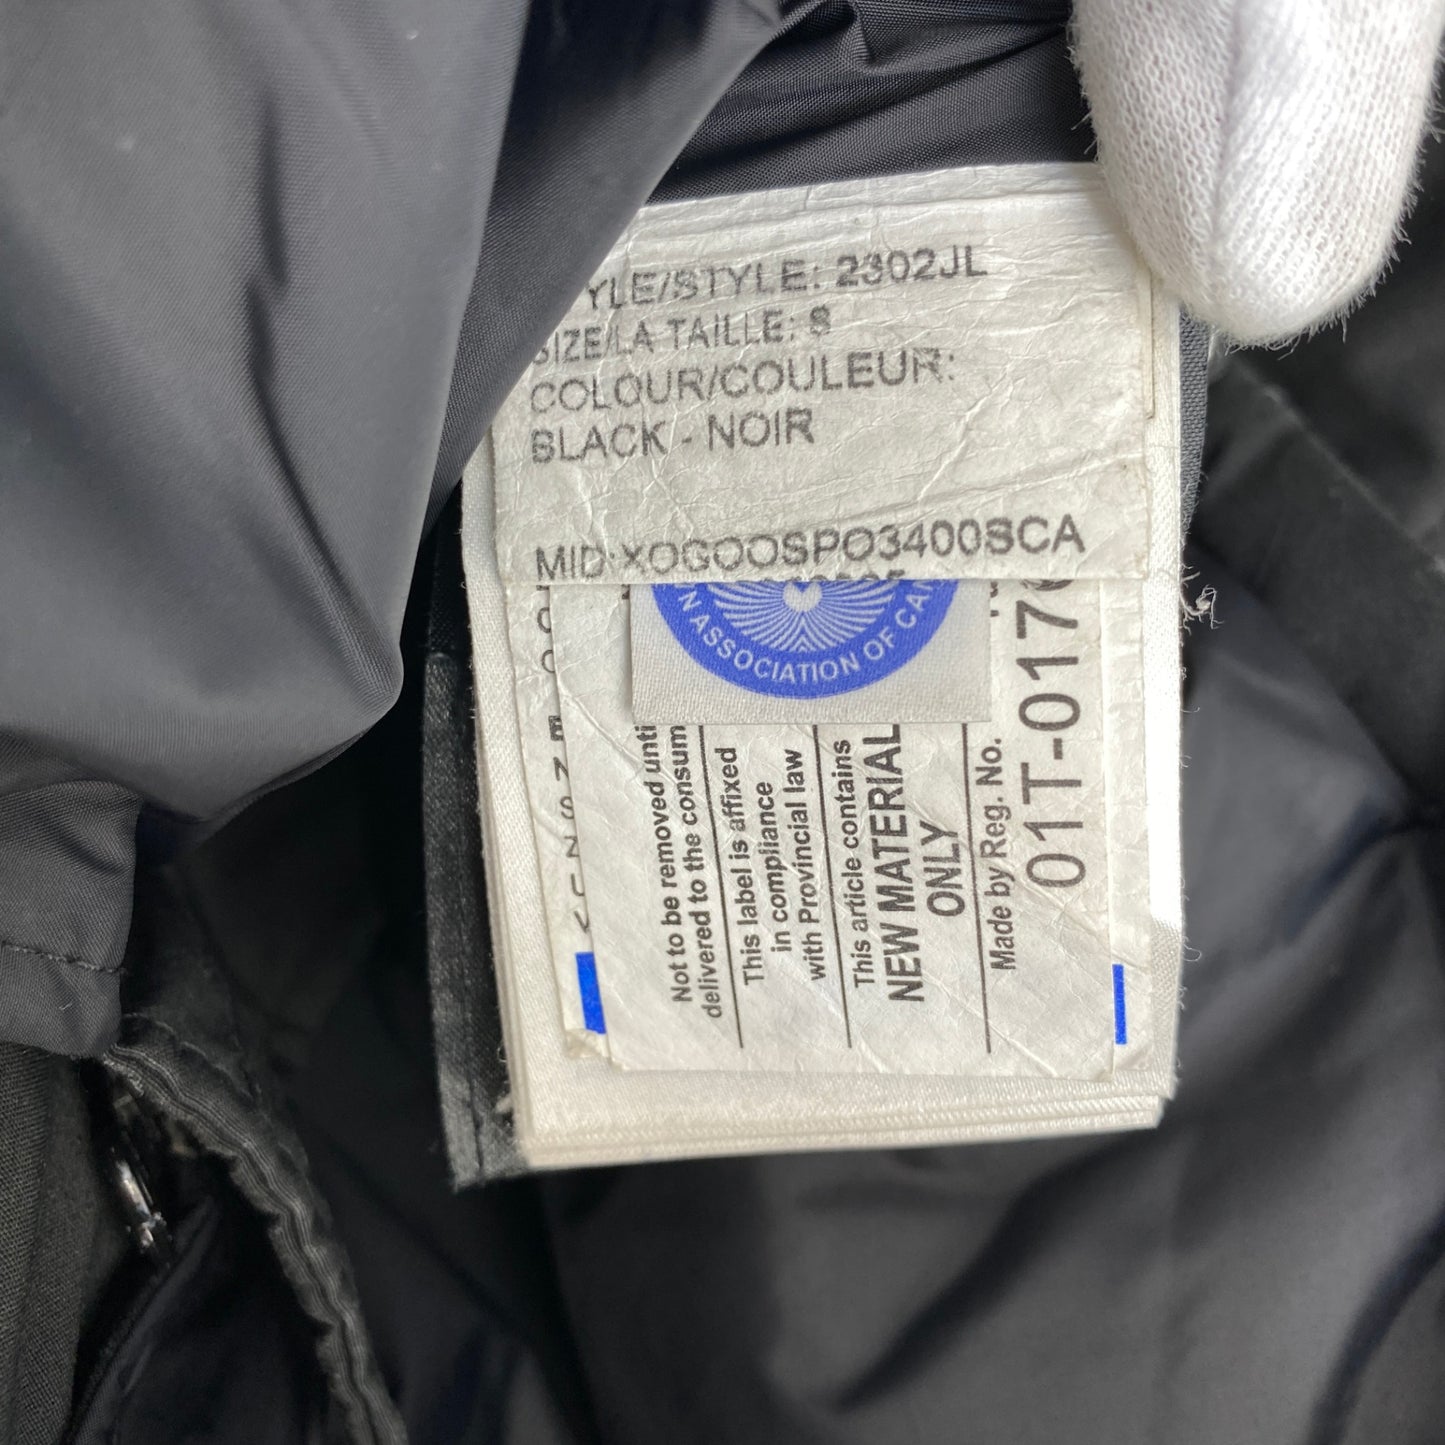 YLE/STYLE: 2302JL
SIZE/LA TAILLE: S
COLOUR/COULEUR:
BLACK - NOIR
MID:XOGOOSPO3400SCA
N ASSOCIATION OF CAN
Not to be removed unti
delivered to the consum
This label is affixed
in compliance
with Provincial law
This article contains
NEW MATERIAL
ONLY
Made by Reg. No.
01T-0170